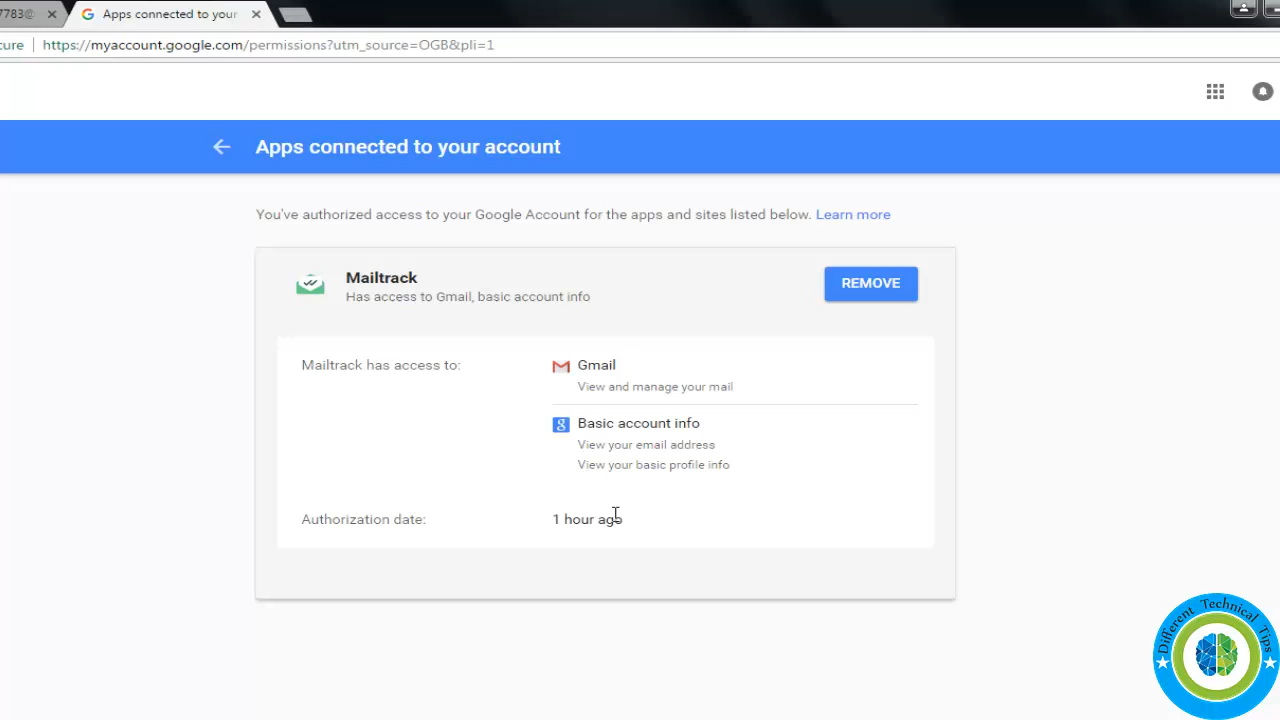 7783@
Apps connected to your
cure
https://myaccount.google.com/permissions?utm_source=OGB&pli=1
Apps connected to your account
You've authorized access to your Google Account for the apps and sites listed below. Learn more
Mailtrack
REMOVE
Has access to Gmail, basic account info
Mailtrack has access to:
Gmail
View and manage your mail
Basic account info
View your email address
View your basic profile info
Authorization date:
1 hour ago
Different Technical Tips